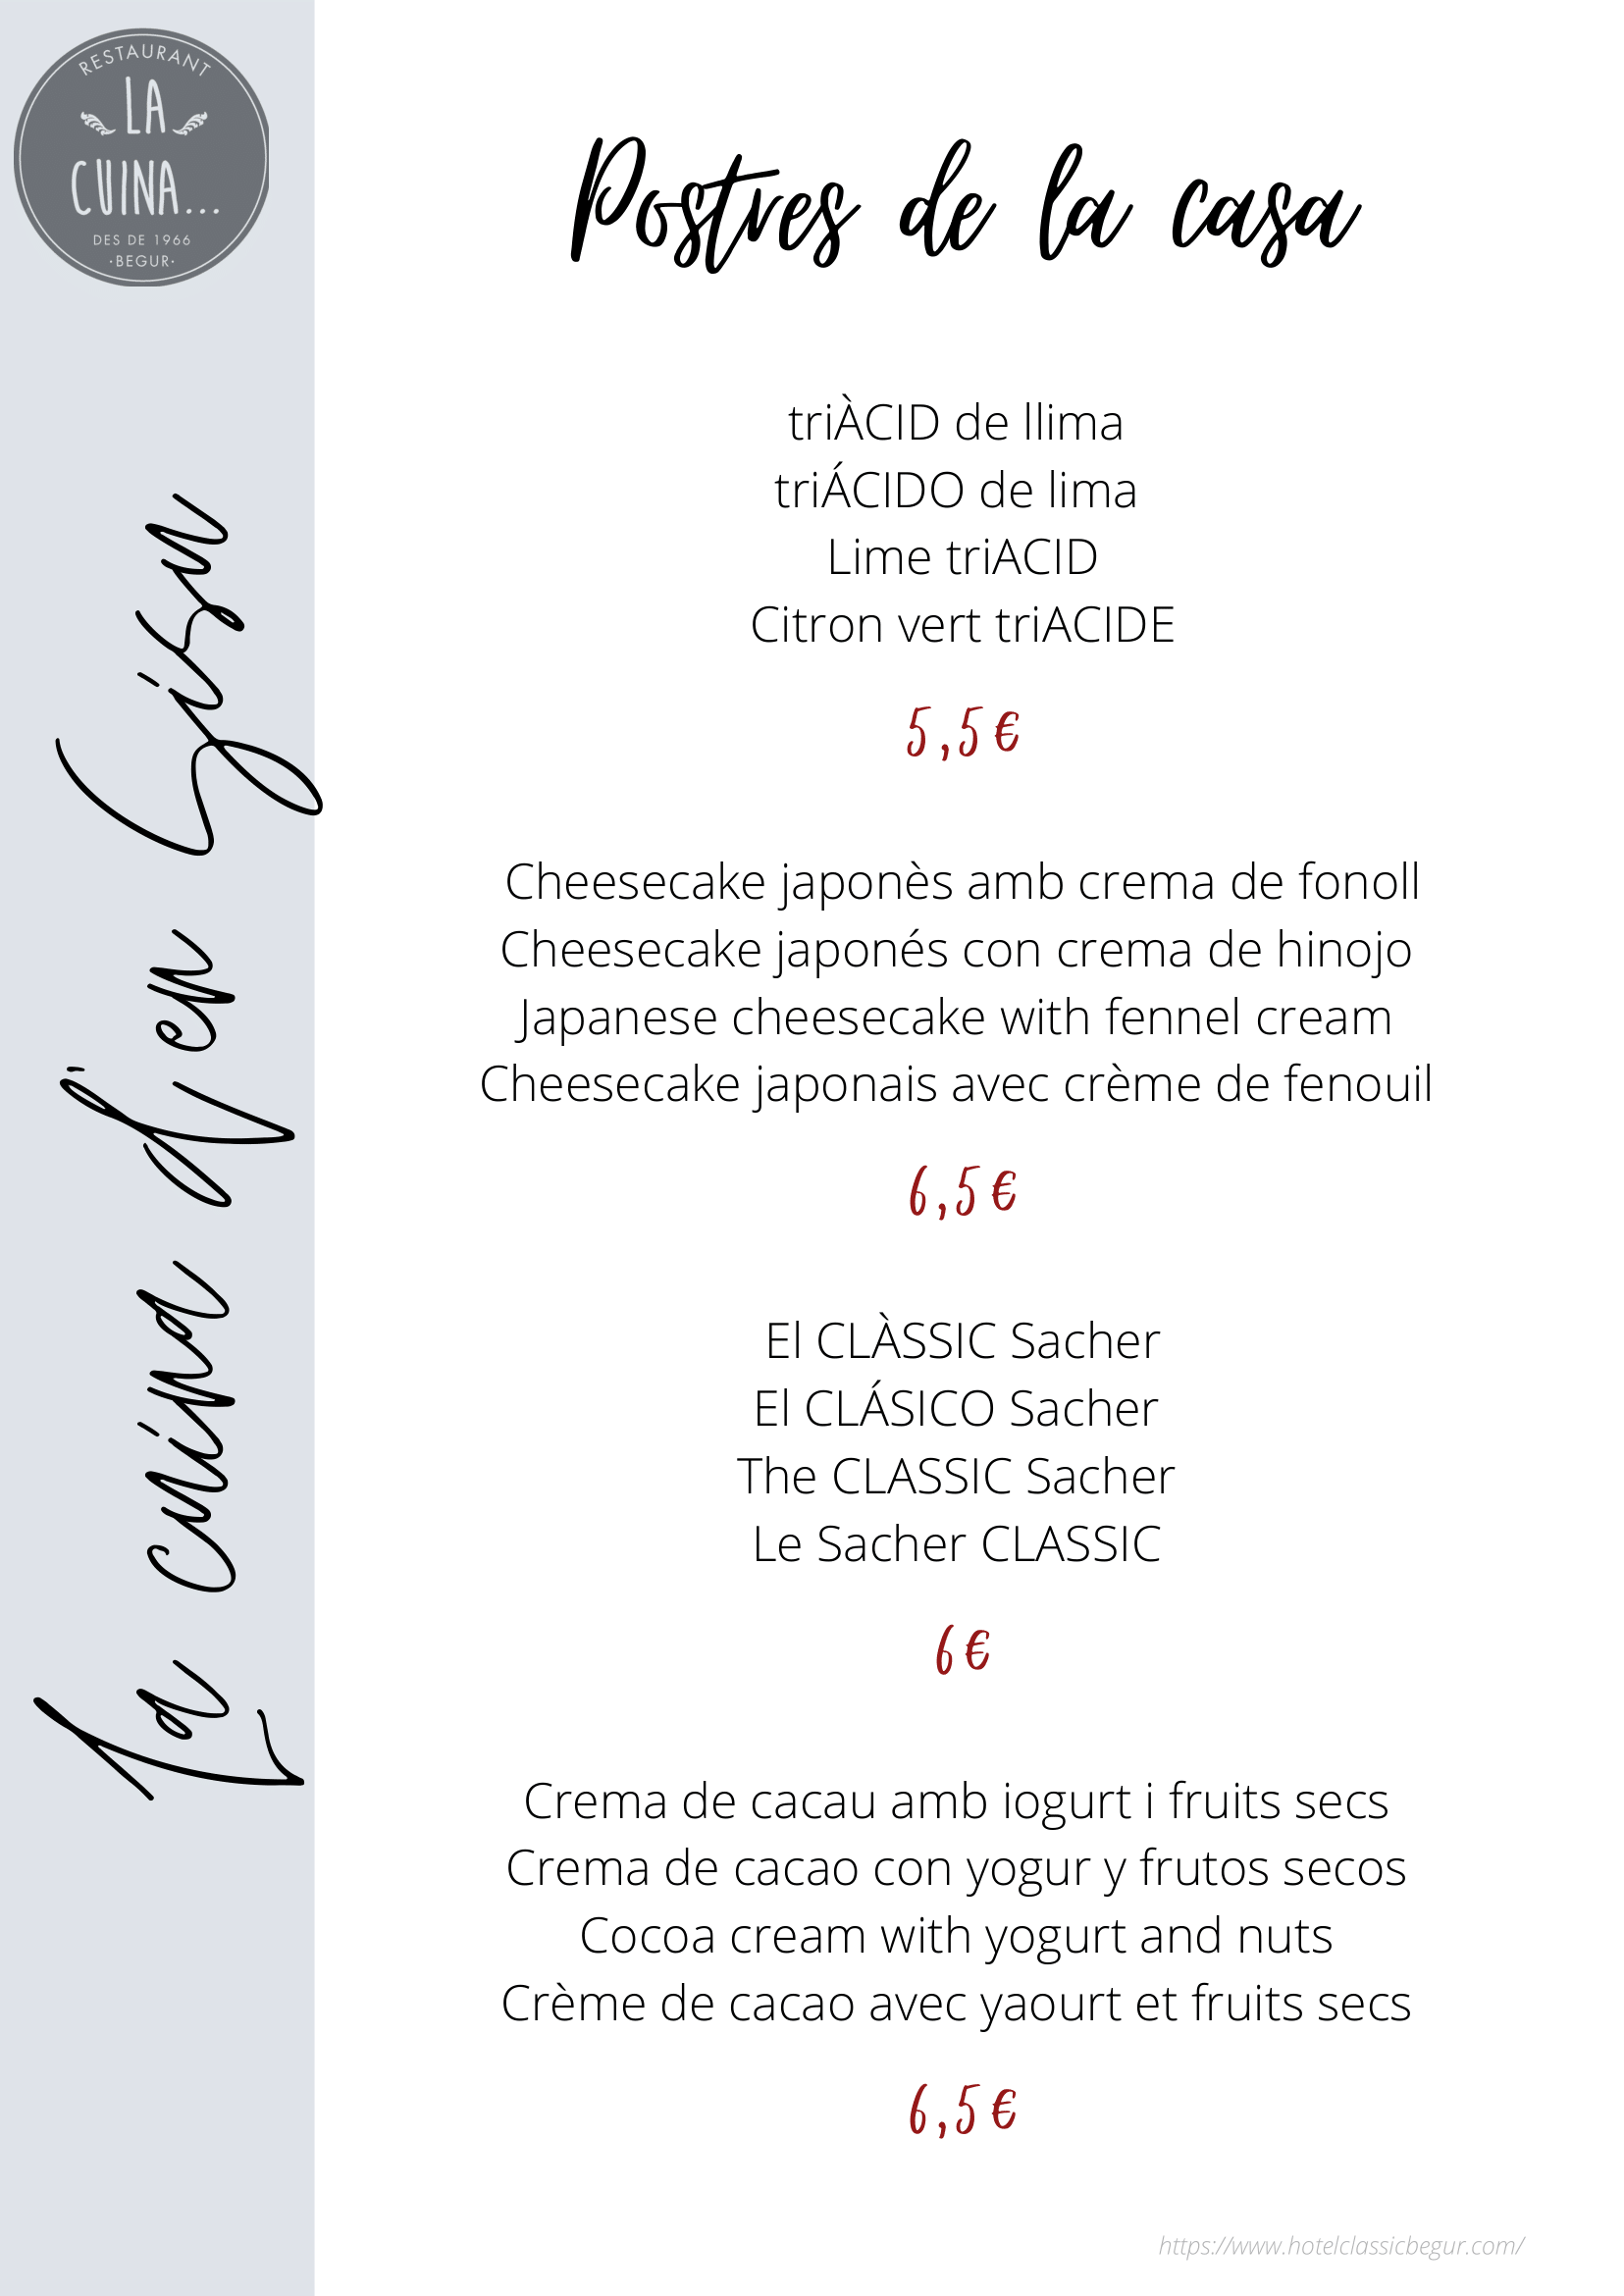 RESTAURANT
LA
CUINA...
DES DE 1966
·BEGUR·
La cuina d'en Sisu
Postres de la casa
triÀCID de llima
triÁCIDO de lima
Lime triACID
Citron vert triACIDE
5,5€
Cheesecake japonès amb crema de fonoll
Cheesecake japonés con crema de hinojo
Japanese cheesecake with fennel cream
Cheesecake japonais avec crème de fenouil
6,5€
El CLÀSSIC Sacher
El CLÁSICO Sacher
The CLASSIC Sacher
Le Sacher CLASSIC
6€
Crema de cacau amb iogurt i fruits secs
Crema de cacao con yogur y frutos secos
Cocoa cream with yogurt and nuts
Crème de cacao avec yaourt et fruits secs
6,5€
https://www.hotelclassicbegur.com/